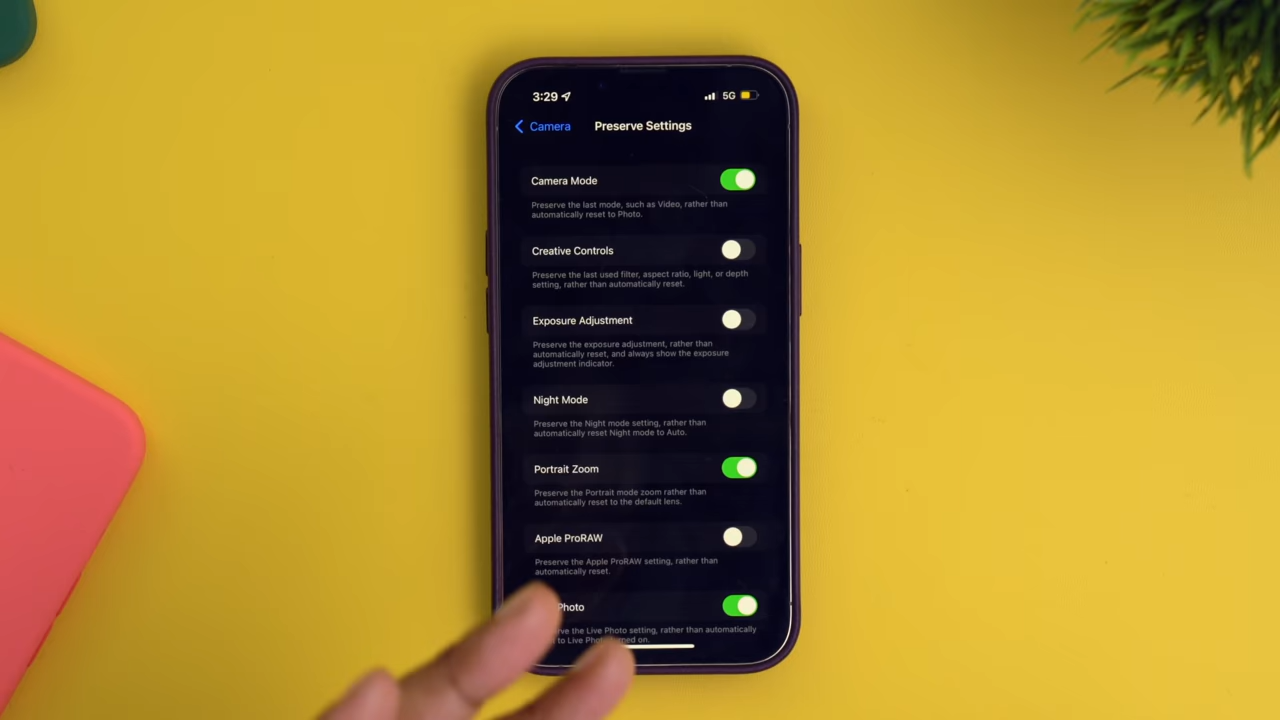 3:29
5G
Camera
Preserve Settings
Camera Mode
Preserve the last mode, such as Video, rather than
automatically reset to Photo.
Creative Controls
Preserve the last used filter, aspect ratio, light, or depth
setting, rather than automatically reset.
Exposure Adjustment
Preserve the exposure adjustment, rather than
automatically reset, and always show the exposure
adjustment indicator.
Night Mode
Preserve the Night mode setting, rather than
automatically reset Night mode to Auto.
Portrait Zoom
Preserve the Portrait mode zoom rather than
automatically reset to the default lens.
Apple ProRAW
Preserve the Apple ProRAW setting, rather than
automatically reset.
Photo
the Live Photo setting, rather than automatically
to Live on.